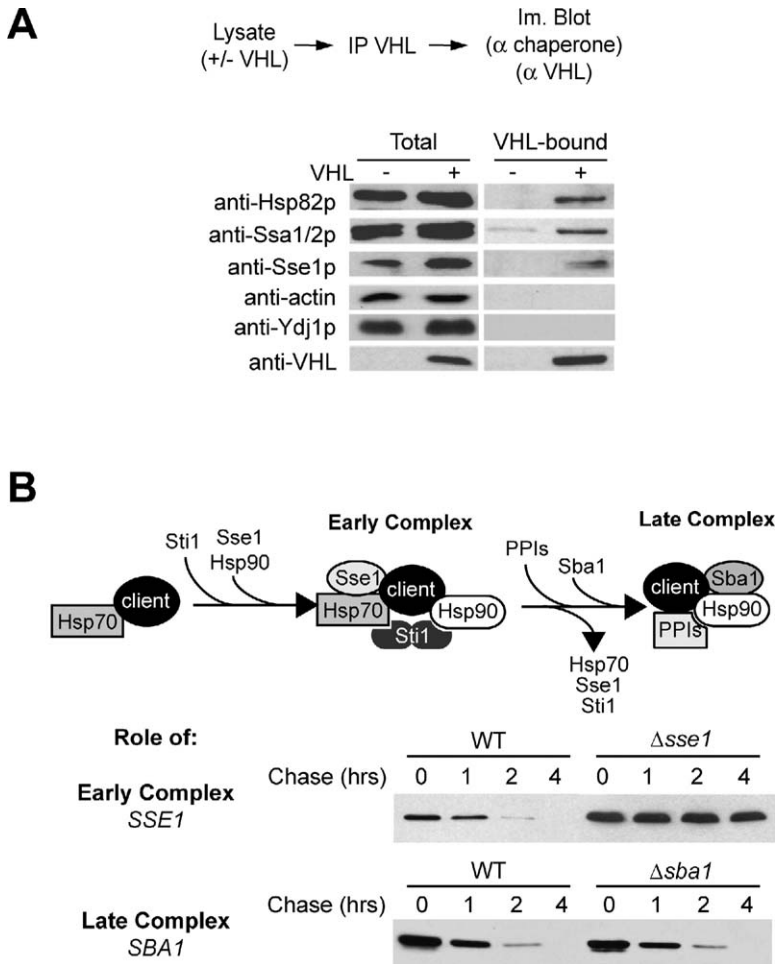 A
Lysate
(+/- VHL)
IP VHL
Im. Blot
(α chaperone)
(α VHL)
Total
VHL-bound
VHL - + - +
anti-Hsp82p
anti-Ssa1/2p
anti-Sse1p
anti-actin
anti-Ydj1p
anti-VHL
B
Early Complex
Late Complex
Hsp70
client
Sti1
Sse1
Hsp90
Sse1
client
Hsp70
Hsp90
Sti1
PPIs
Sba1
Hsp70
Sse1
Sti1
client
Sba1
Hsp90
PPIs
Role of:
WT
Δsse1
Chase (hrs) 0 1 2 4 0 1 2 4
Early Complex
SSE1
WT
Δsba1
Chase (hrs) 0 1 2 4 0 1 2 4
Late Complex
SBA1